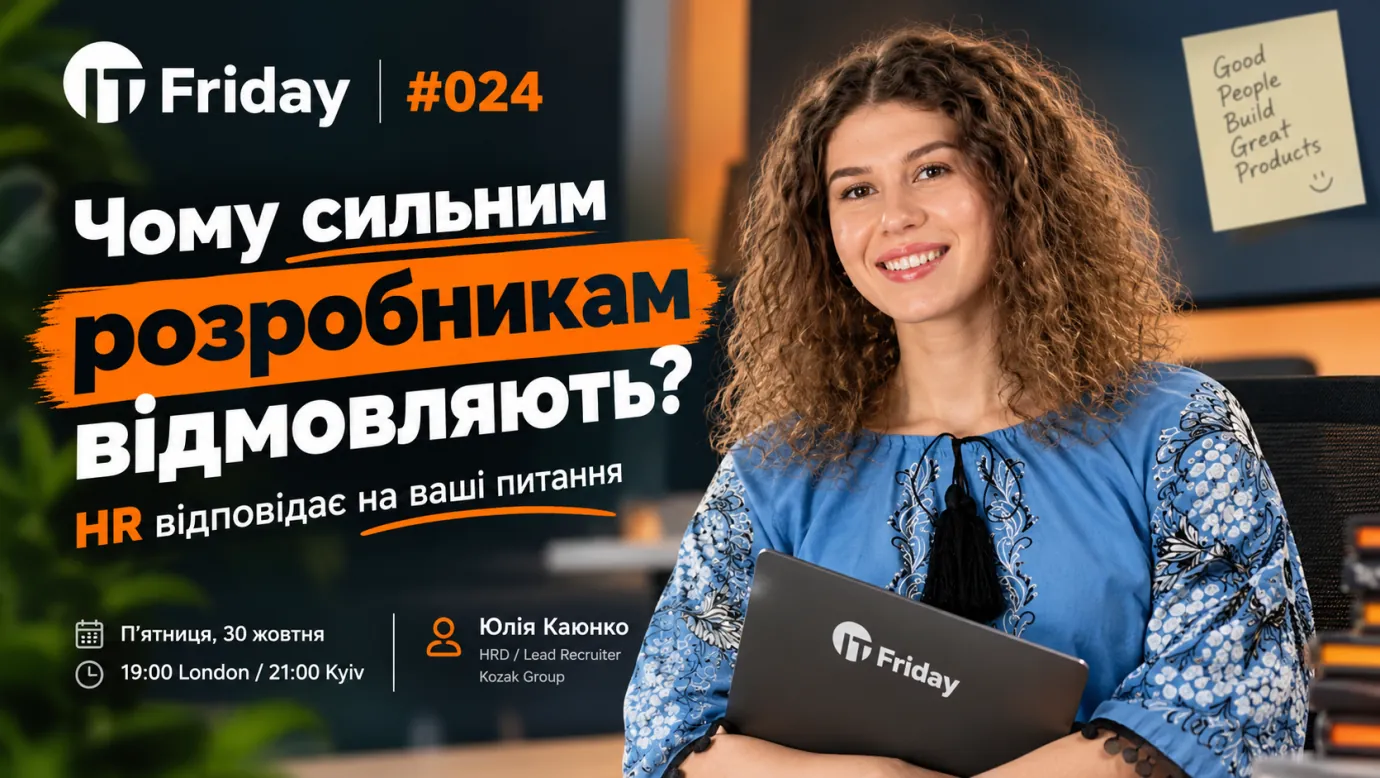 IT Friday #024
Чому сильним
розробникам
відмовляють?
HR відповідає на ваші питання
П'ятниця, 30 жовтня
19:00 London / 21:00 Kyiv
Юлія Каюнко
HRD / Lead Recruiter
Kozak Group
Good
People
Build
Great
Products
IT Friday